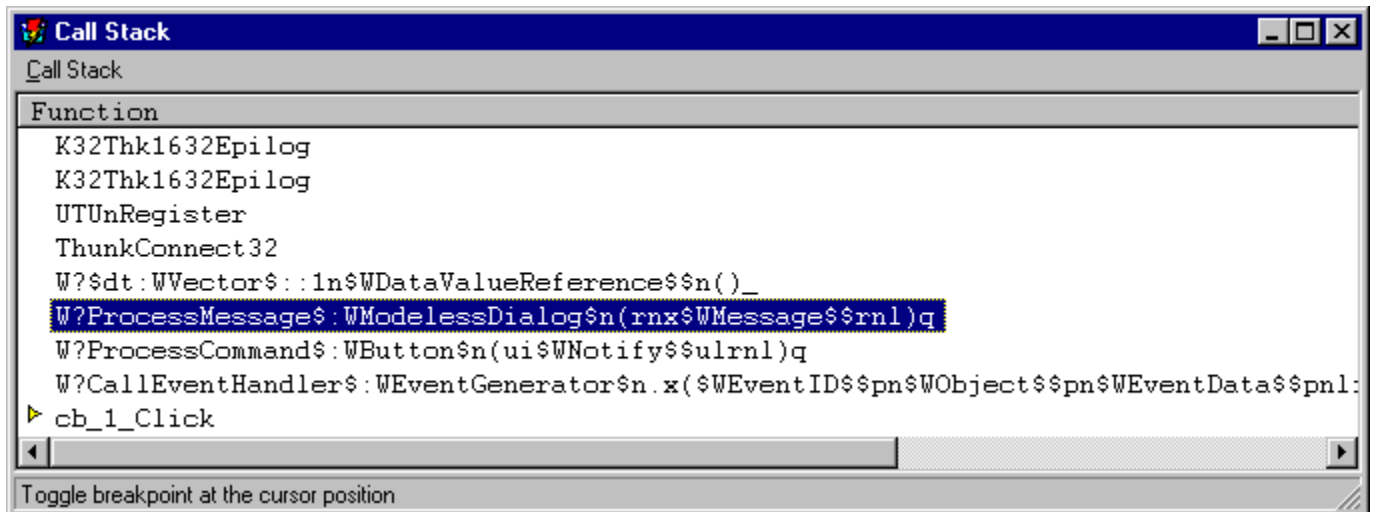 Call Stack
Call Stack
Function
K32Thk1632Epilog
K32Thk1632Epilog
UTUnRegister
ThunkConnect32
W?$dt:WVector$::1n$WDataValueReference$$n()_
W?ProcessMessage$:WModelessDialog$n(rnx$WMessage$$rnl)q
W?ProcessCommand$:WButton$n(ui$WNotify$$ulrnl)q
W?CallEventHandler$:WEventGenerator$n.x($WEventID$$pn$WObject$$pn$WEventData$$pnl
cb_1_Click
Toggle breakpoint at the cursor position